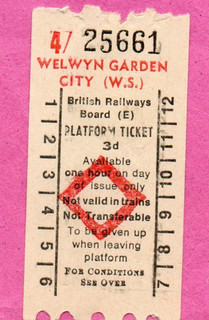 4/ 25661
WELWYN GARDEN
CITY (W.S.)
British Railways
Board (E)
PLATFORM TICKET
3d
Available
one hour on day
of issue only
Not valid in trains
Not Transferable
To be given up
when leaving
platform
FOR CONDITIONS
SEE OVER
1
2
3
4
5
6
7
8
9
10
11
12